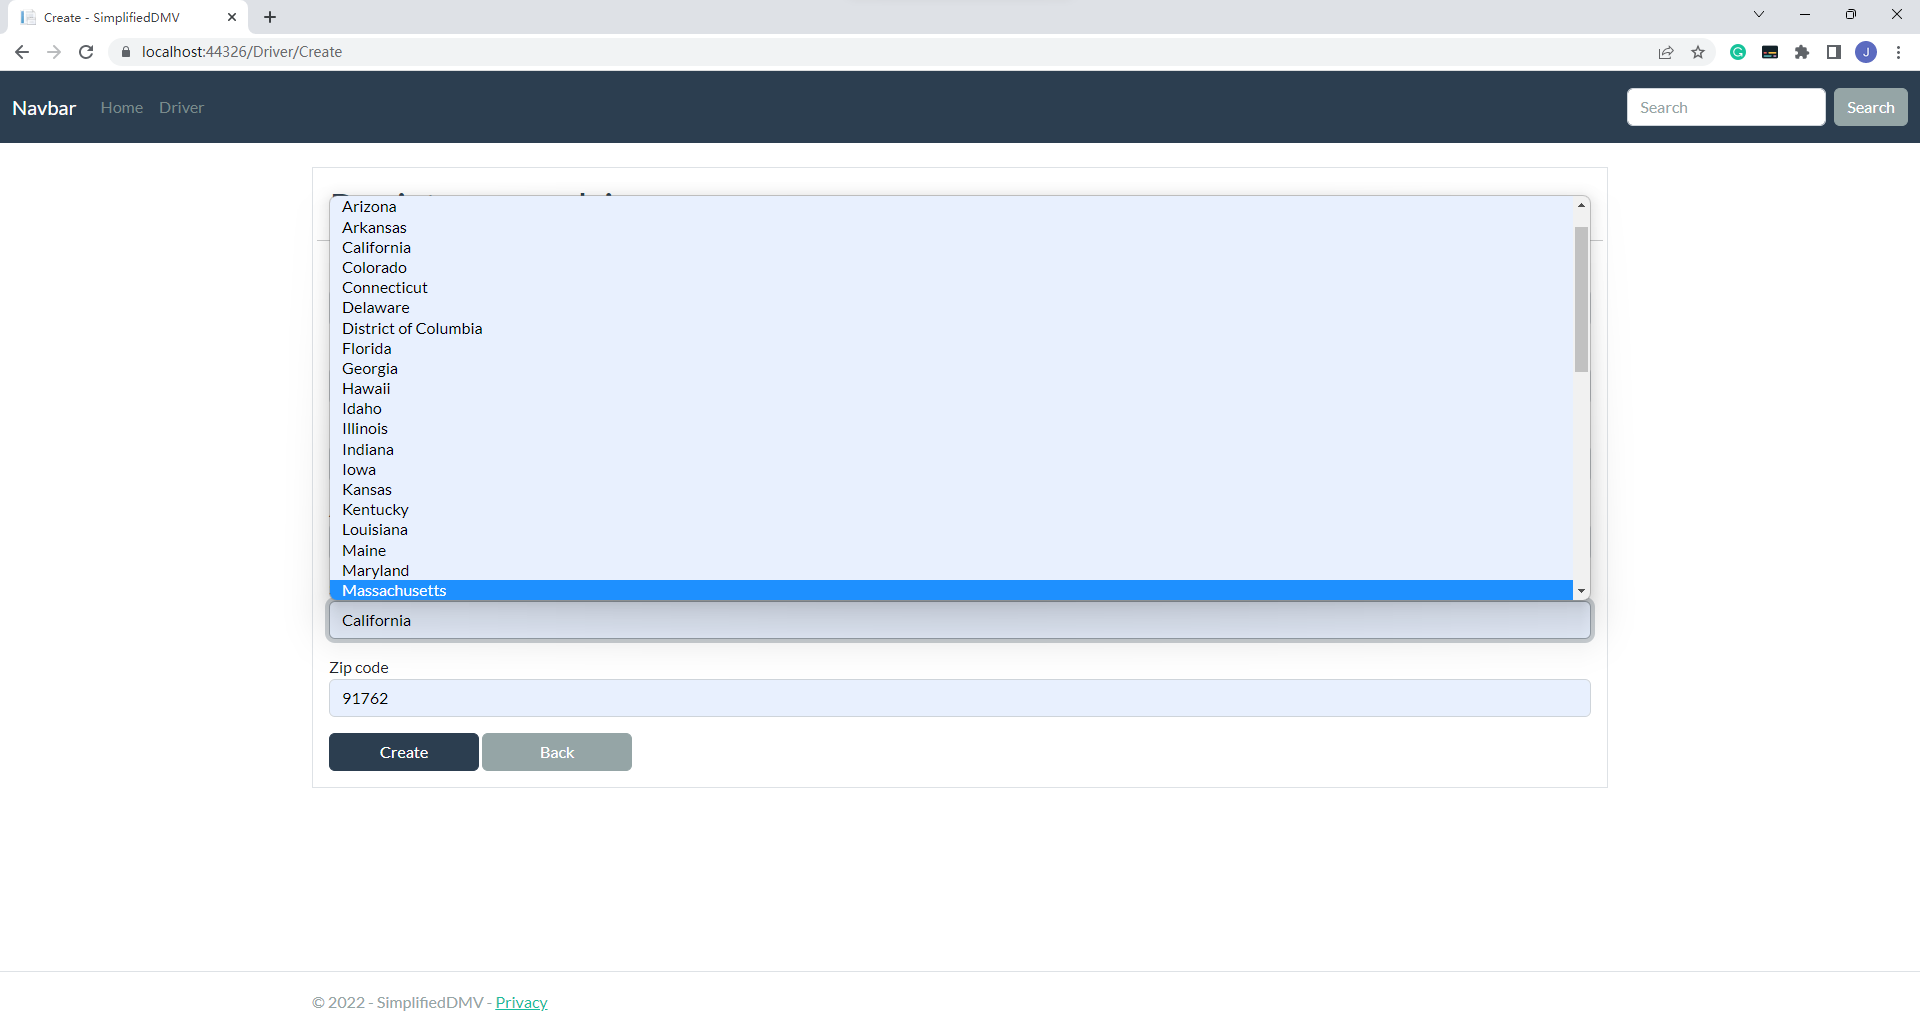 Create - SimplifiedDMV
localhost:44326/Driver/Create
J
Navbar Home Driver
Search Search
Arizona
Arkansas
California
Colorado
Connecticut
Delaware
District of Columbia
Florida
Georgia
Hawaii
Idaho
Illinois
Indiana
Iowa
Kansas
Kentucky
Louisiana
Maine
Maryland
Massachusetts
California
Zip code
91762
Create Back
© 2022 - SimplifiedDMV - Privacy